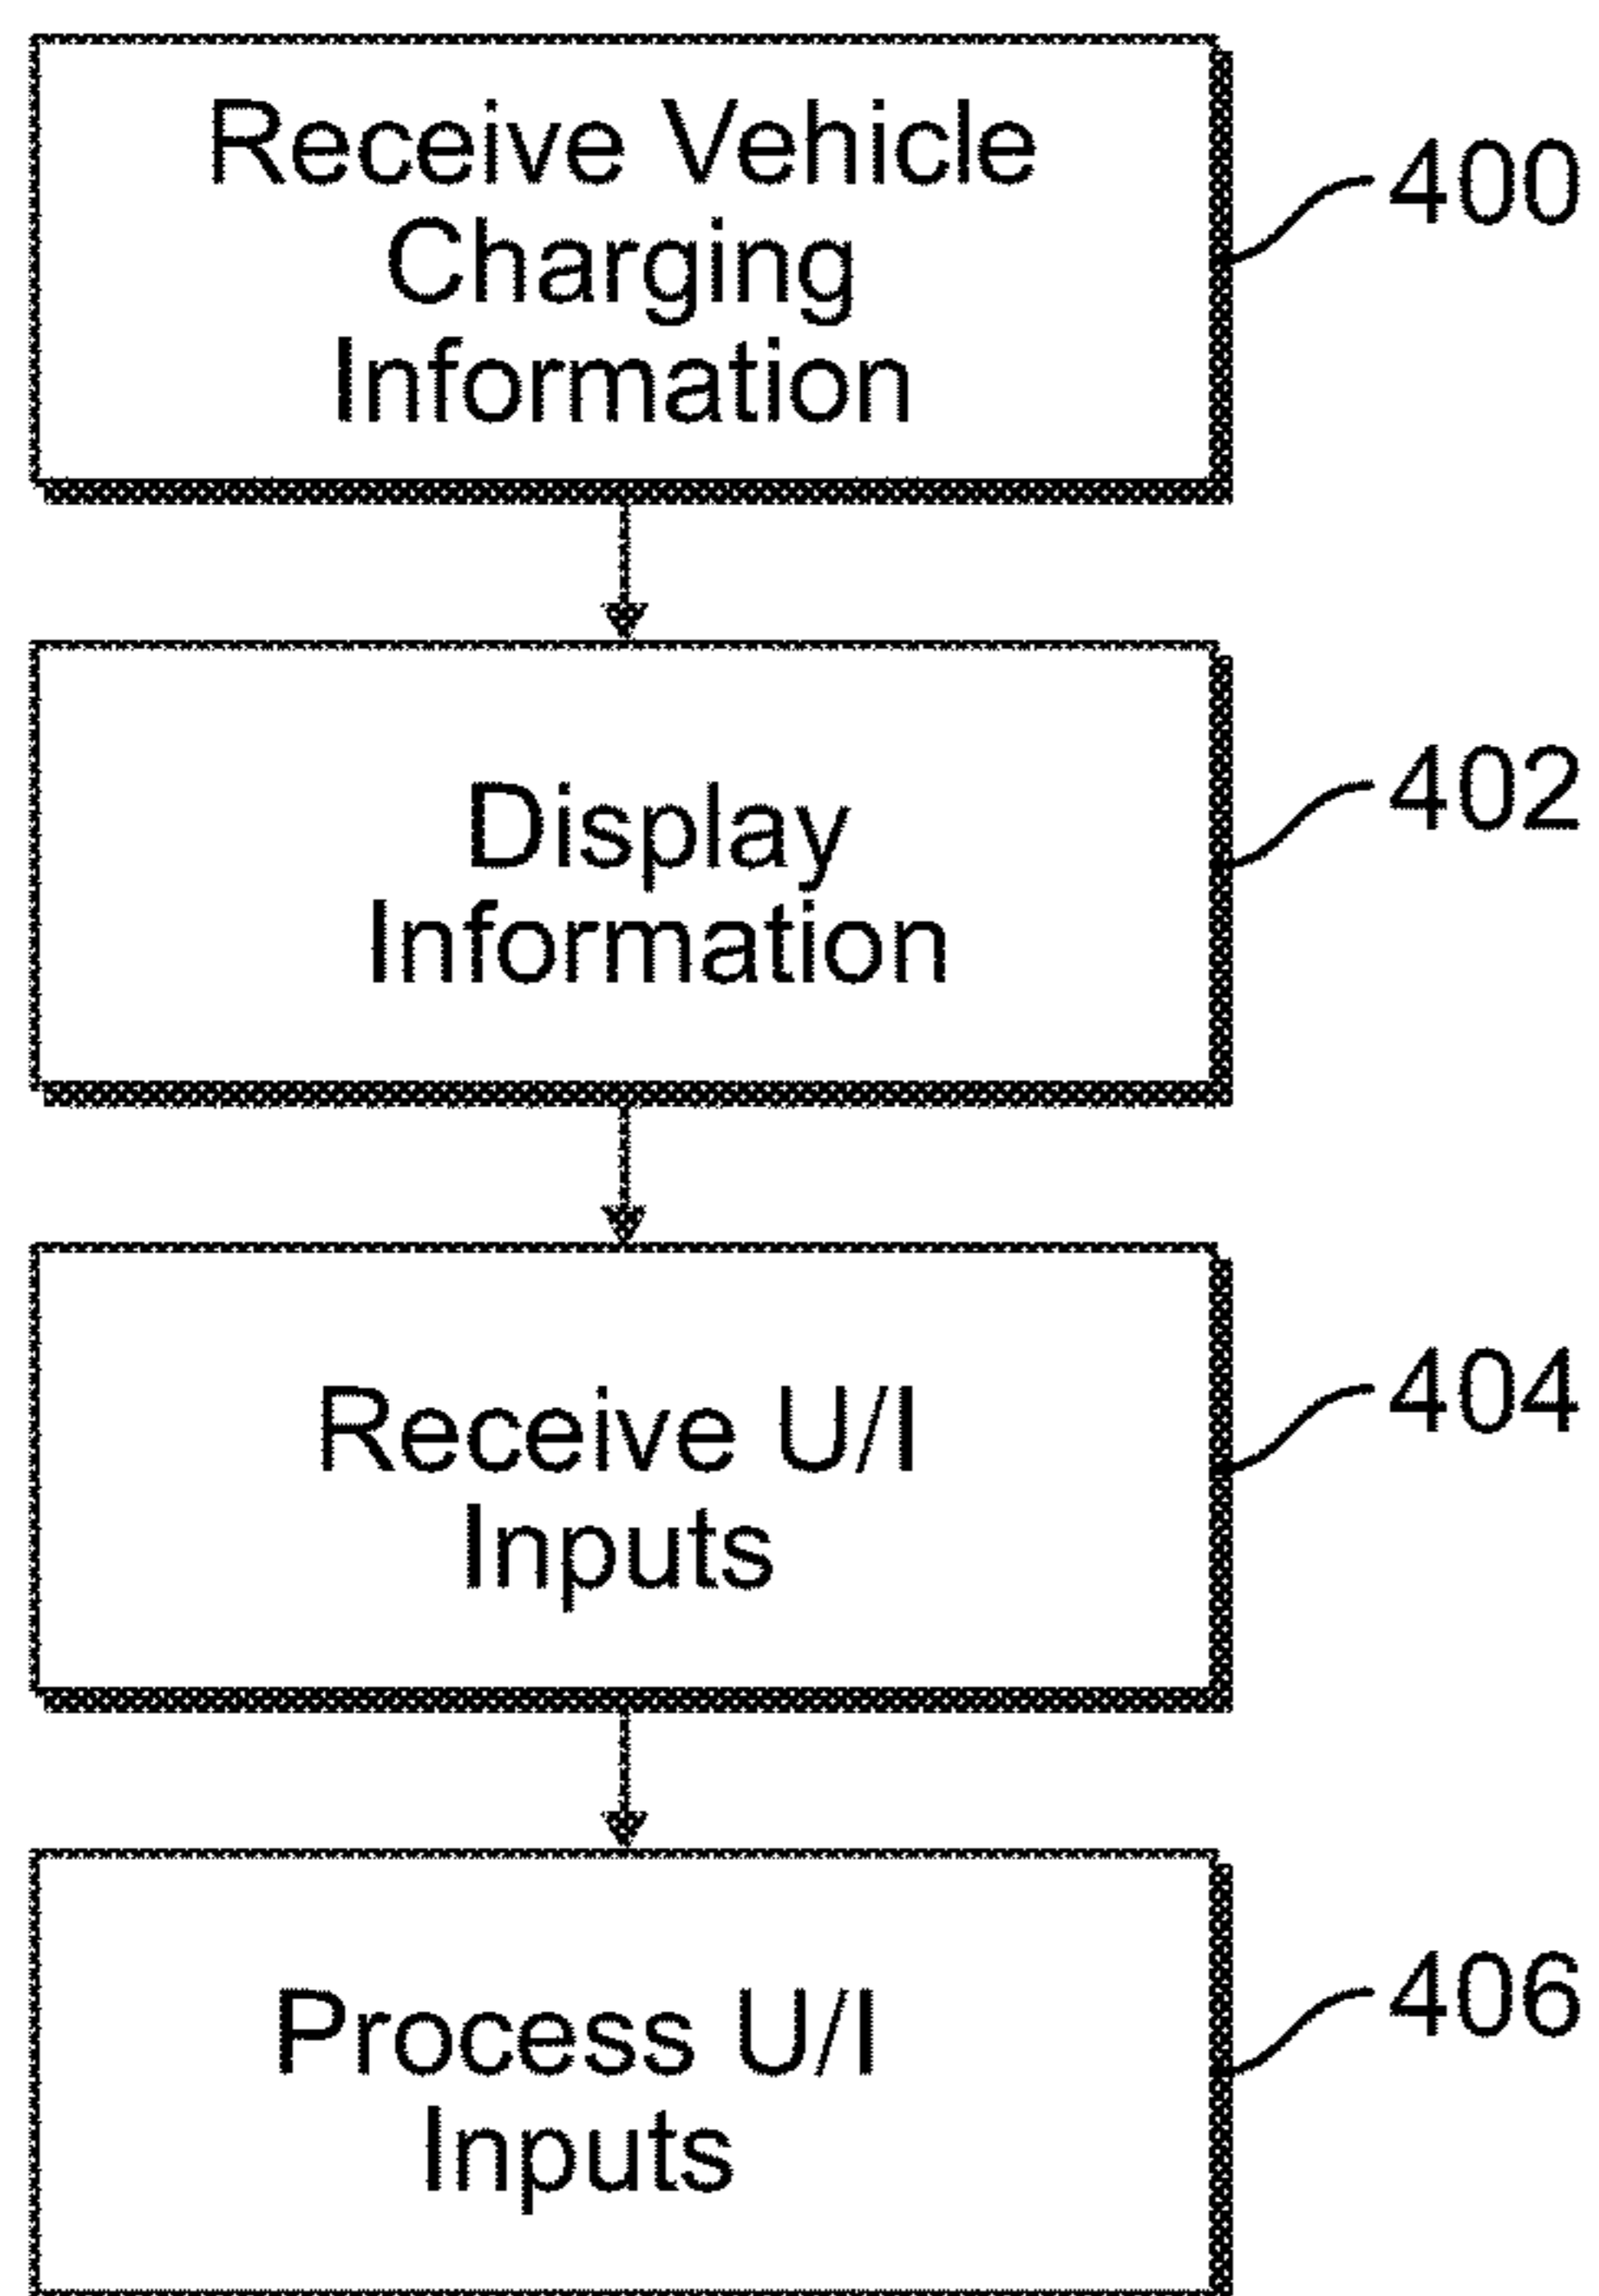 Receive Vehicle
Charging
Information
400
Display
Information
402
Receive U/I
Inputs
404
Process U/I
Inputs
406